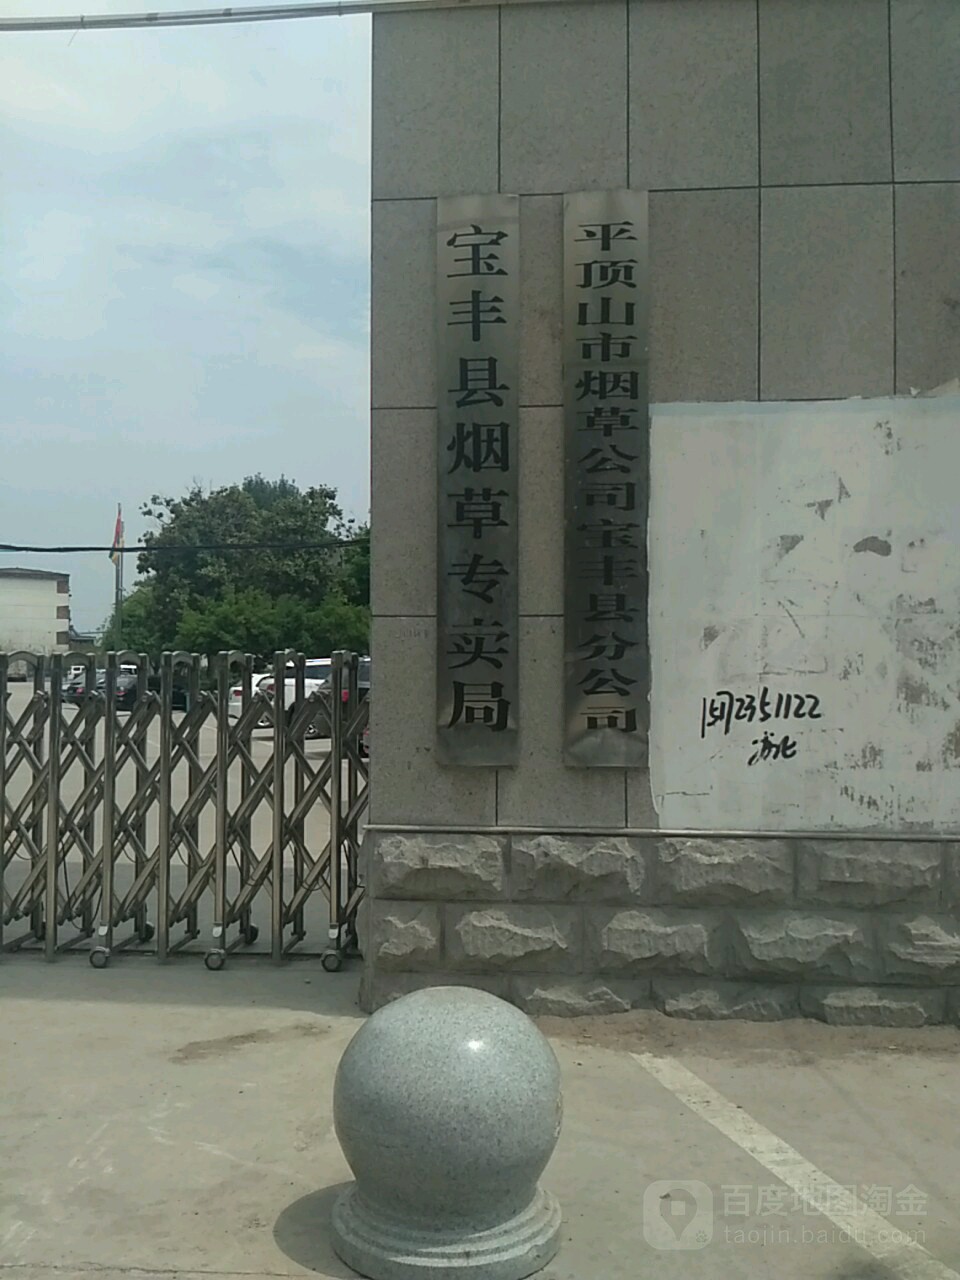 宝丰县烟草专卖局
平顶山市烟草公司宝丰县分公司
百度地图淘金
taojin.baidu.com